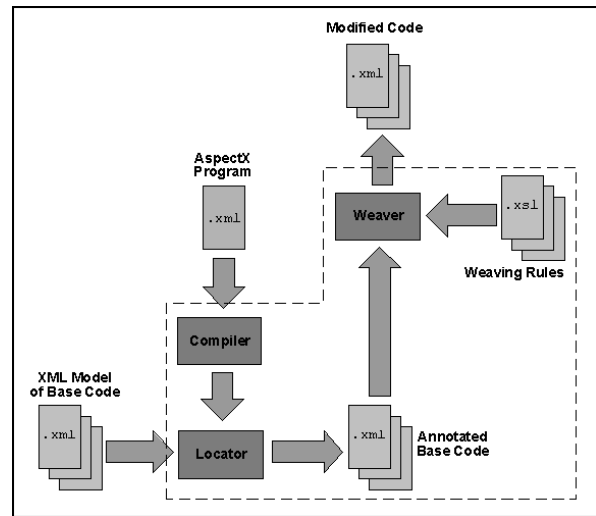 Modified Code
.xml
AspectX
Program
.xml
Weaver
.xsl
Weaving Rules
Compiler
XML Model
of Base Code
.xml
Locator
.xml
Annotated
Base Code